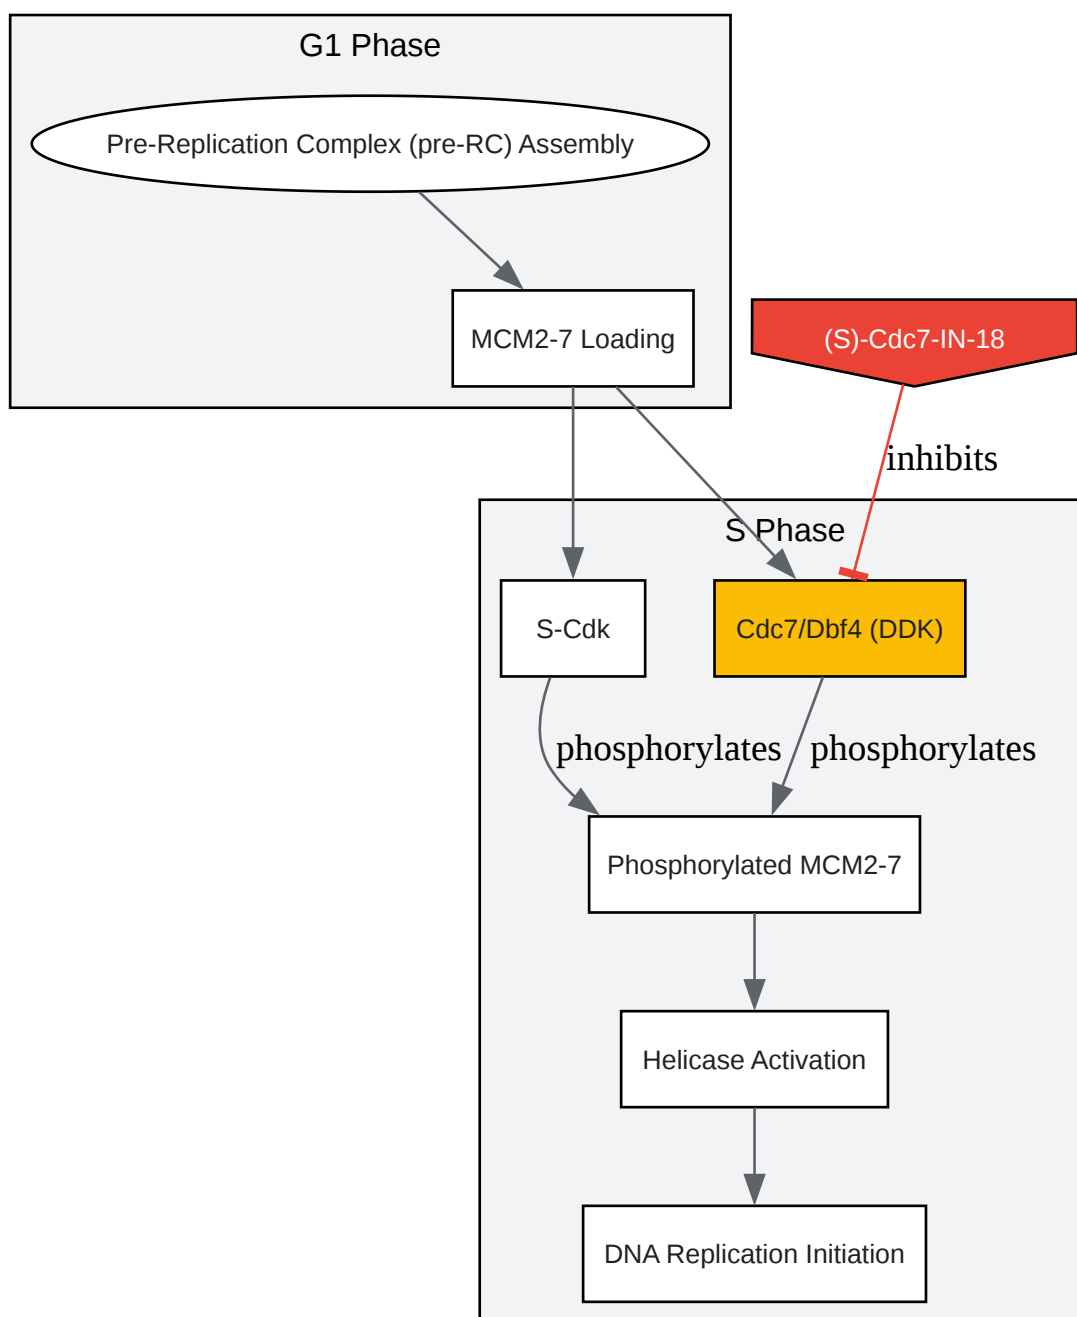 G1 Phase
Pre-Replication Complex (pre-RC) Assembly
MCM2-7 Loading
(S)-Cdc7-IN-18
inhibits
S Phase
S-Cdk
Cdc7/Dbf4 (DDK)
phosphorylates
phosphorylates
Phosphorylated MCM2-7
Helicase Activation
DNA Replication Initiation